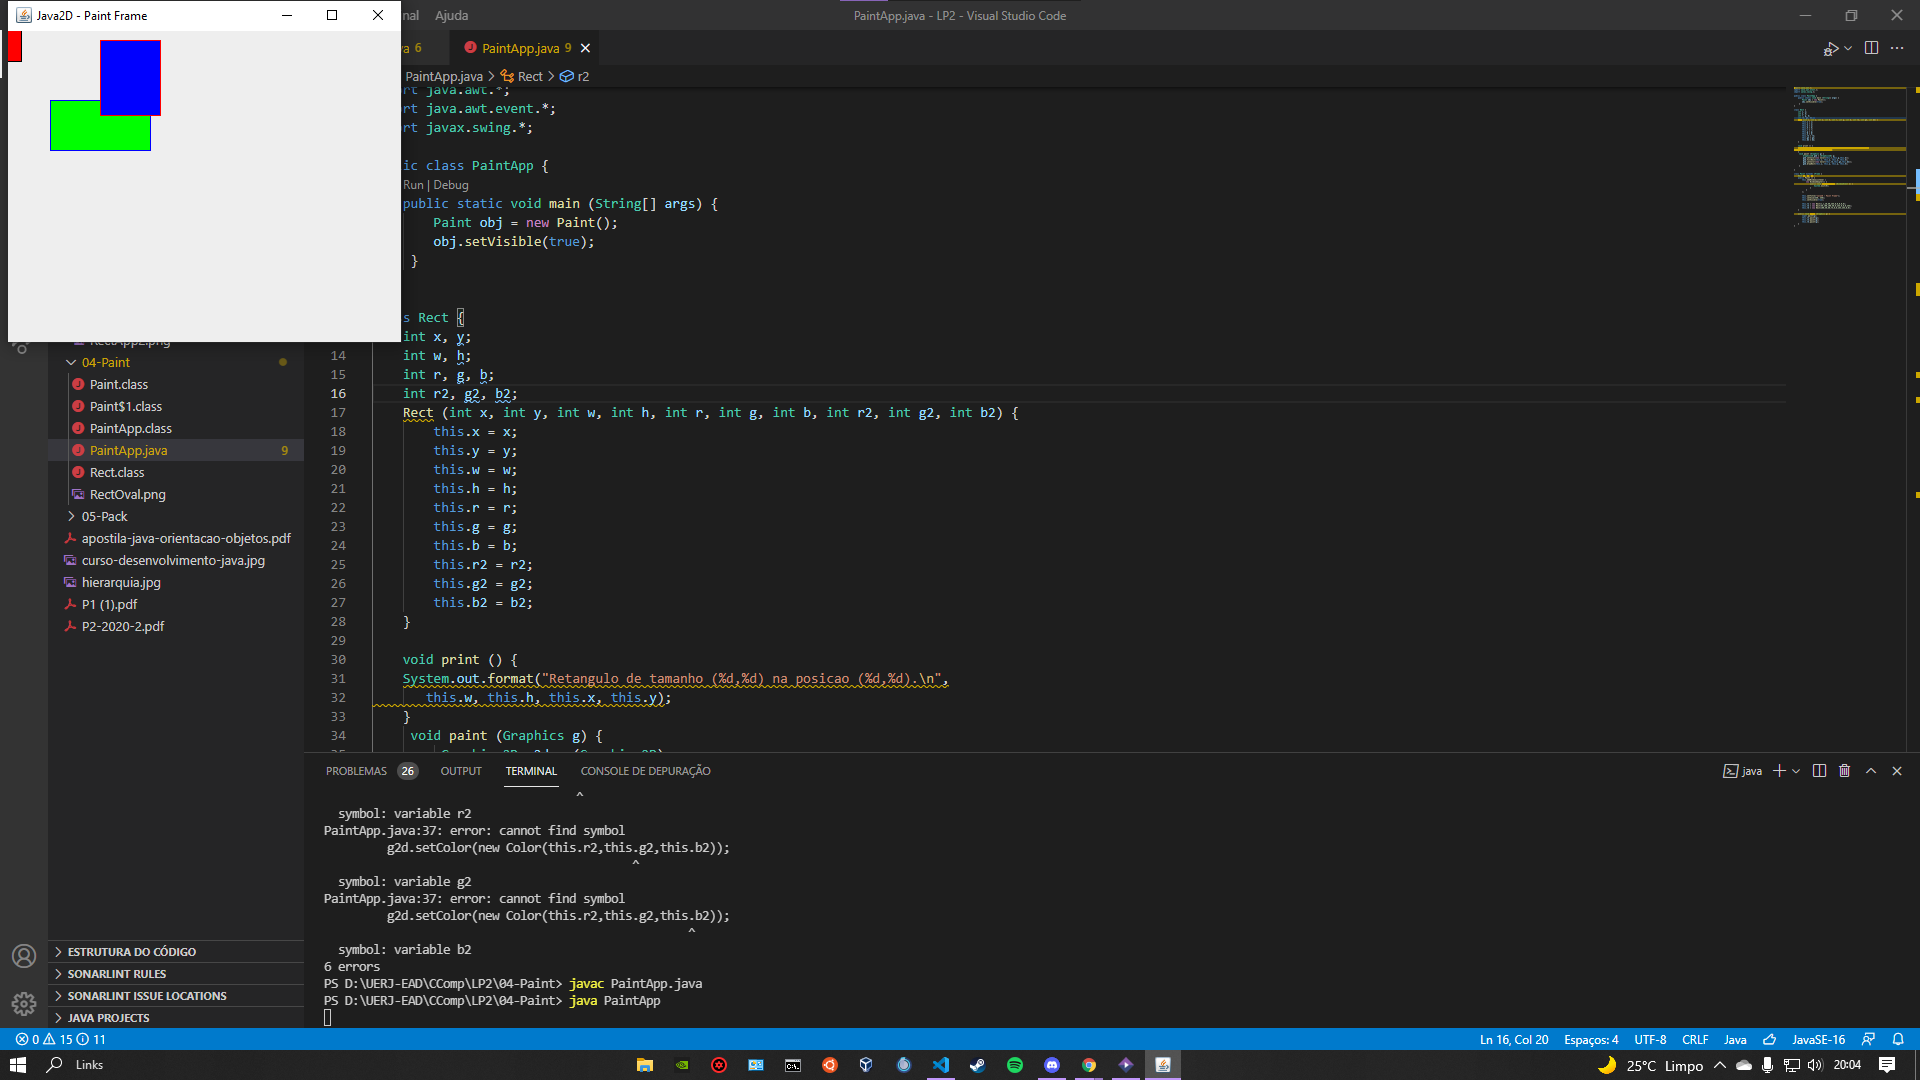 Java2D - Paint Frame
nal Ajuda
PaintApp.java - LP2 - Visual Studio Code
va 6
PaintApp.java 9
PaintApp.java > Rect > r2
rt java.awt.*;
rt java.awt.event.*;
rt javax.swing.*;
ic class PaintApp {
Run | Debug
public static void main (String[] args) {
Paint obj = new Paint();
obj.setVisible(true);
}
s Rect {
int x, y;
14 int w, h;
15 int r, g, b;
16 int r2, g2, b2;
17 Rect (int x, int y, int w, int h, int r, int g, int b, int r2, int g2, int b2) {
18 this.x = x;
19 this.y = y;
20 this.w = w;
21 this.h = h;
22 this.r = r;
23 this.g = g;
24 this.b = b;
25 this.r2 = r2;
26 this.g2 = g2;
27 this.b2 = b2;
28 }
29
30 void print () {
31 System.out.format("Retangulo de tamanho (%d,%d) na posicao (%d,%d).\n",
32 this.w, this.h, this.x, this.y);
33 }
34 void paint (Graphics g) {
04-Paint
Paint.class
Paint$1.class
PaintApp.class
PaintApp.java 9
Rect.class
RectOval.png
05-Pack
apostila-java-orientacao-objetos.pdf
curso-desenvolvimento-java.jpg
hierarquia.jpg
P1 (1).pdf
P2-2020-2.pdf
ESTRUTURA DO CÓDIGO
SONARLINT RULES
SONARLINT ISSUE LOCATIONS
JAVA PROJECTS
PROBLEMAS 26 OUTPUT TERMINAL CONSOLE DE DEPURAÇÃO
java
^
symbol: variable r2
PaintApp.java:37: error: cannot find symbol
g2d.setColor(new Color(this.r2,this.g2,this.b2));
^
symbol: variable g2
PaintApp.java:37: error: cannot find symbol
g2d.setColor(new Color(this.r2,this.g2,this.b2));
^
symbol: variable b2
6 errors
PS D:\UERJ-EAD\CComp\LP2\04-Paint> javac PaintApp.java
PS D:\UERJ-EAD\CComp\LP2\04-Paint> java PaintApp
0 15 11
Ln 16, Col 20 Espaços: 4 UTF-8 CRLF Java JavaSE-16
Links
25°C Limpo 20:04